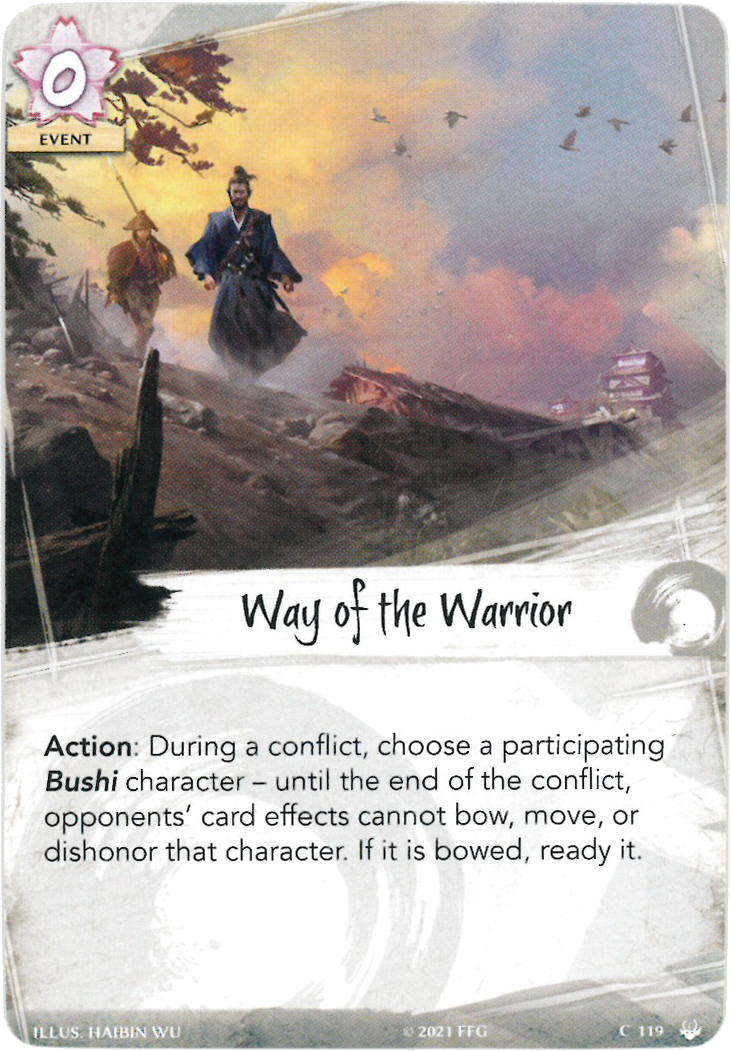 0
EVENT
Way of the Warrior
Action: During a conflict, choose a participating
Bushi character – until the end of the conflict,
opponents' card effects cannot bow, move, or
dishonor that character. If it is bowed, ready it.
ILLUS. HAIBIN WU
© 2021 FFG
C 119